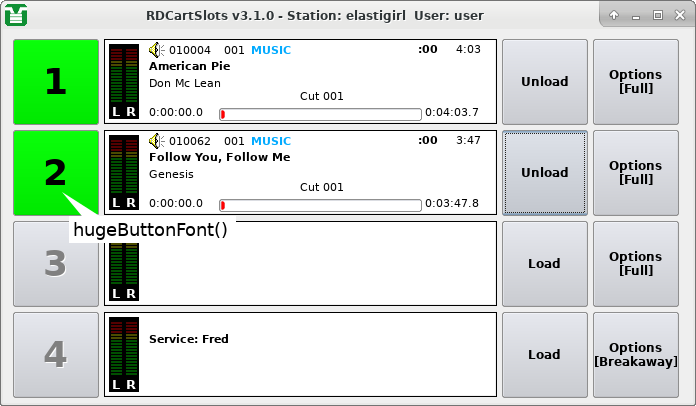 RDCartSlots v3.1.0 - Station: elastigirl  User: user
1
010004 001 MUSIC :00 4:03
American Pie
Don Mc Lean
Cut 001
L R 0:00:00.0 0:04:03.7
Unload
Options
[Full]
2
010062 001 MUSIC :00 3:47
Follow You, Follow Me
Genesis
Cut 001
L R 0:00:00.0 0:03:47.8
Unload
Options
[Full]
hugeButtonFont()
3
L R
Load
Options
[Full]
4
Service: Fred
L R
Load
Options
[Breakaway]